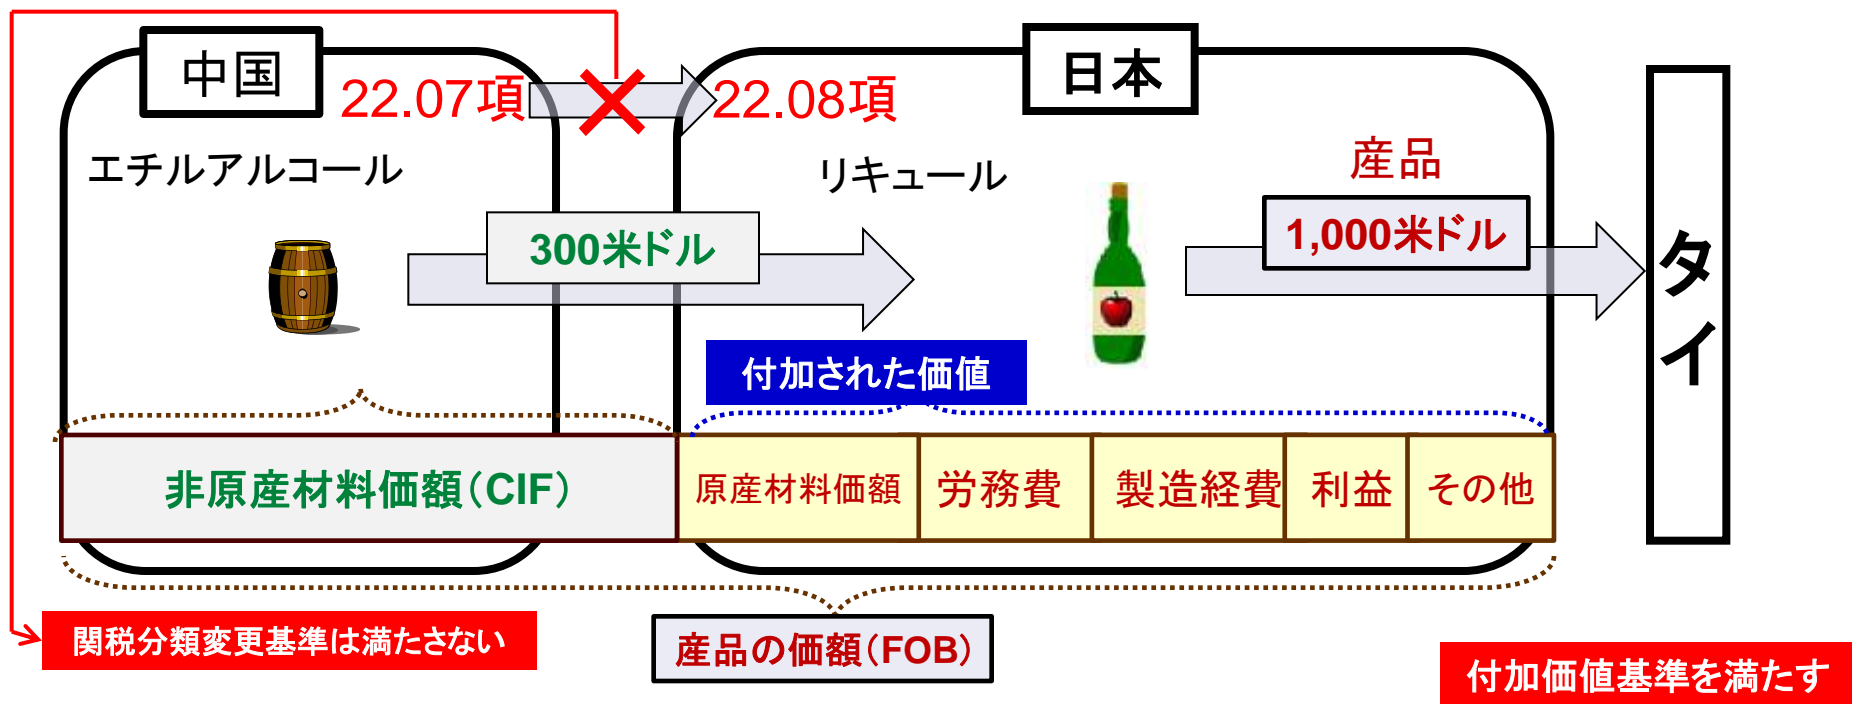 中国
日本
22.07項
22.08項
エチルアルコール
リキュール
産品
300米ドル
1,000米ドル
タイ
付加された価値
非原産材料価額(CIF)
原産材料価額
労務費
製造経費
利益
その他
関税分類変更基準は満たさない
産品の価額(FOB)
付加価値基準を満たす